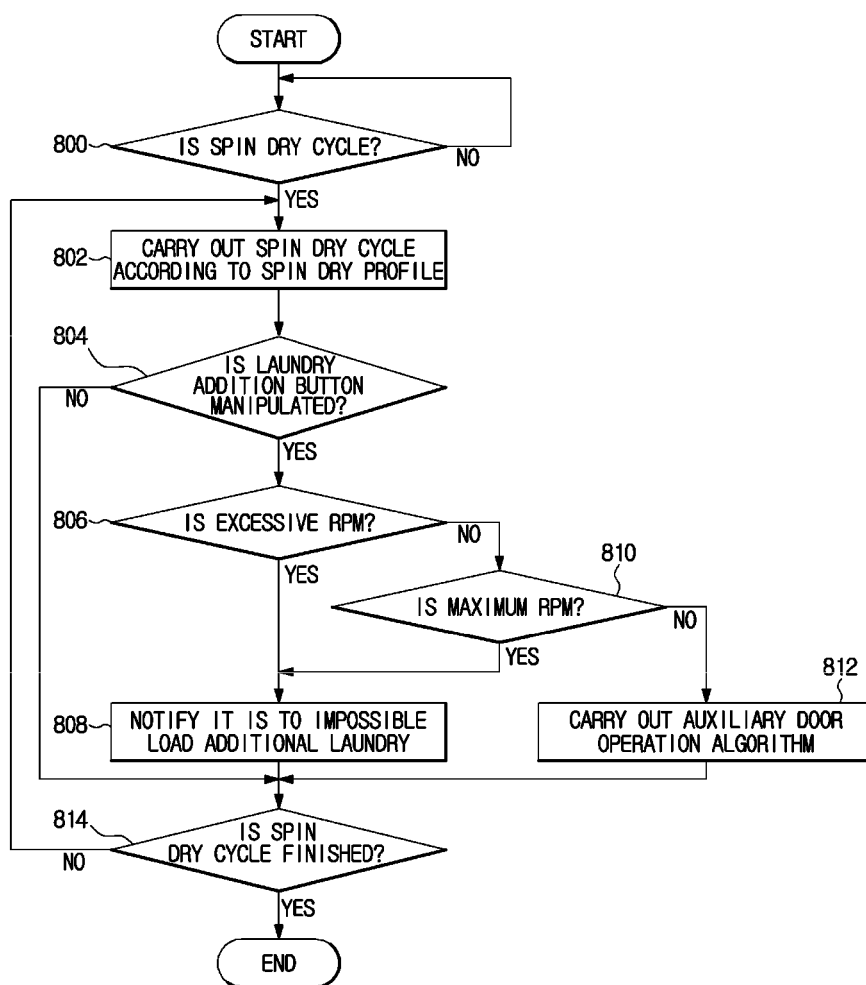 START
800
IS SPIN DRY CYCLE?
NO
YES
802
CARRY OUT SPIN DRY CYCLE
ACCORDING TO SPIN DRY PROFILE
804
IS LAUNDRY
ADDITION BUTTON
MANIPULATED?
NO
YES
806
IS EXCESSIVE RPM?
NO
YES
810
IS MAXIMUM RPM?
NO
YES
808
NOTIFY IT IS TO IMPOSSIBLE
LOAD ADDITIONAL LAUNDRY
812
CARRY OUT AUXILIARY DOOR
OPERATION ALGORITHM
814
IS SPIN
DRY CYCLE FINISHED?
NO
YES
END